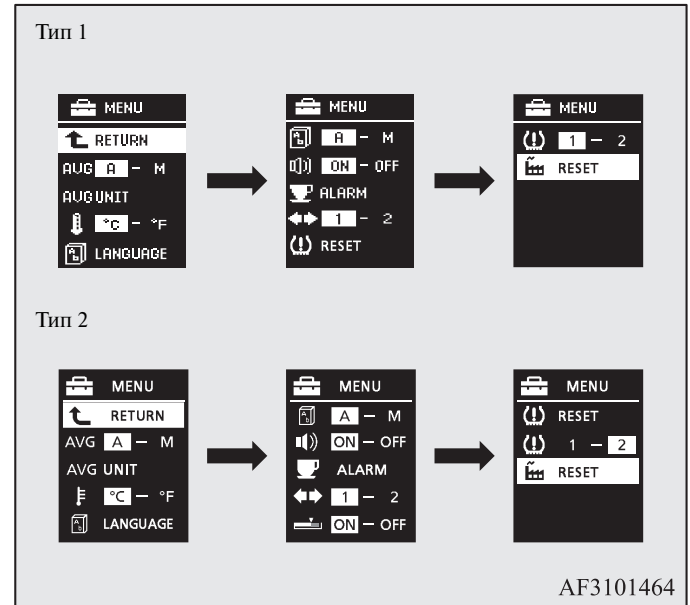 Тип 1
MENU
RETURN
AVG A – M
AVG UNIT
°C – °F
LANGUAGE
MENU
A – M
ON – OFF
ALARM
1 – 2
RESET
MENU
1 – 2
RESET
Тип 2
MENU
RETURN
AVG A – M
AVG UNIT
°C – °F
LANGUAGE
MENU
A – M
ON – OFF
ALARM
1 – 2
ON – OFF
MENU
RESET
1 – 2
RESET
AF3101464